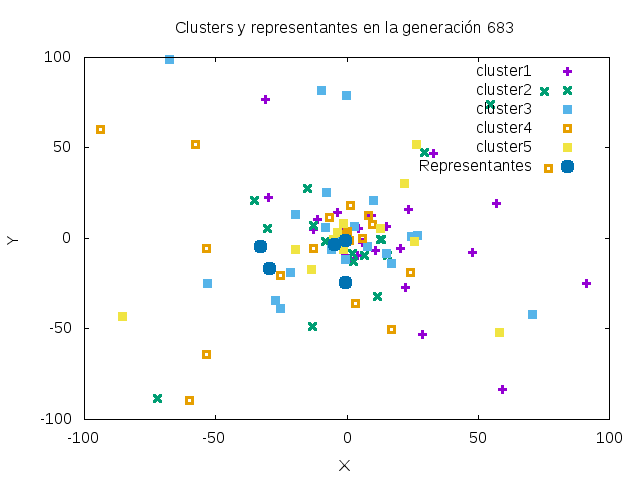 Clusters y representantes en la generación 683
100
50
0
-50
-100
-100
-50
0
50
100
X
Y
cluster1
cluster2
cluster3
cluster4
cluster5
Representantes